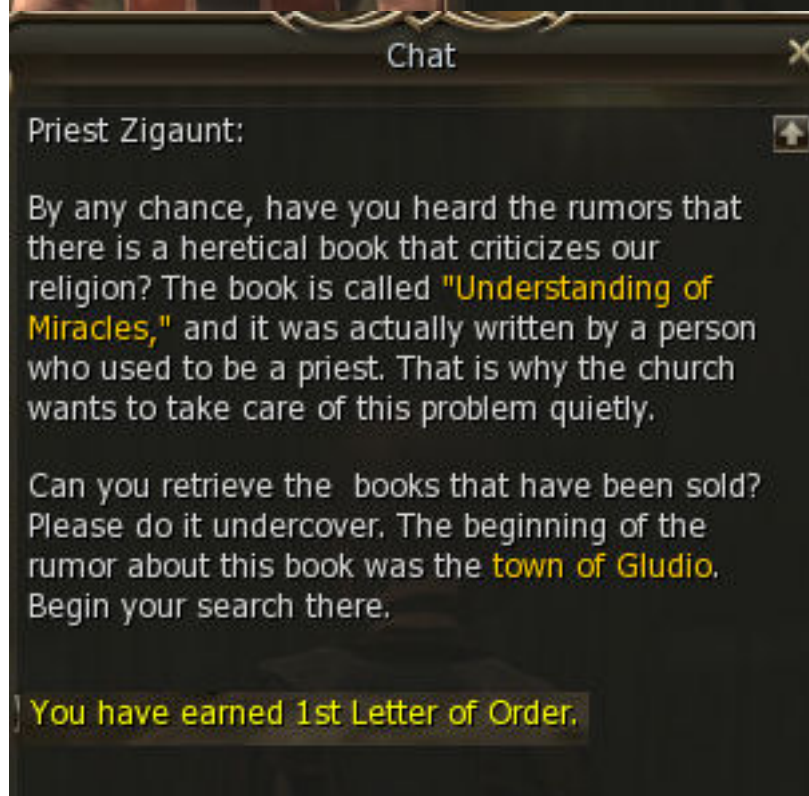 Chat
Priest Zigaunt:
By any chance, have you heard the rumors that
there is a heretical book that criticizes our
religion? The book is called "Understanding of
Miracles," and it was actually written by a person
who used to be a priest. That is why the church
wants to take care of this problem quietly.
Can you retrieve the  books that have been sold?
Please do it undercover. The beginning of the
rumor about this book was the town of Gludio.
Begin your search there.
You have earned 1st Letter of Order.